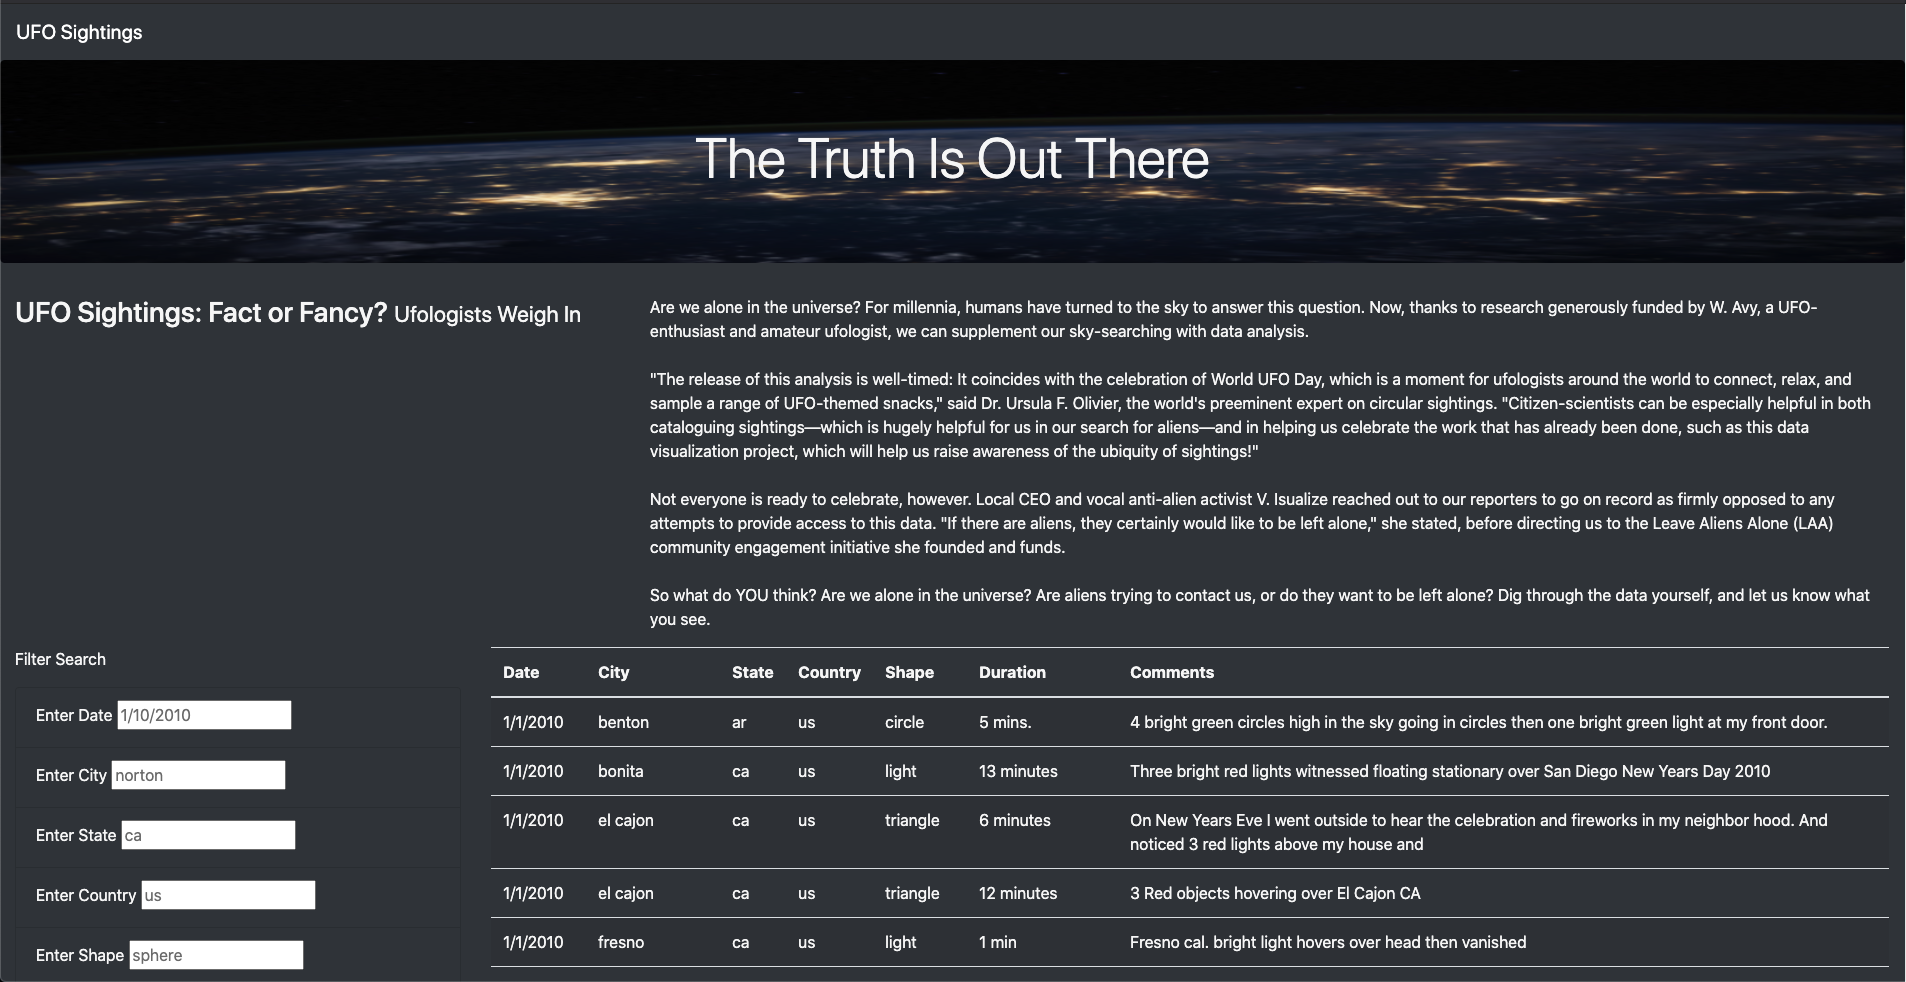 UFO Sightings
The Truth Is Out There
UFO Sightings: Fact or Fancy? Ufologists Weigh In
Are we alone in the universe? For millennia, humans have turned to the sky to answer this question. Now, thanks to research generously funded by W. Avy, a UFO-
enthusiast and amateur ufologist, we can supplement our sky-searching with data analysis.
"The release of this analysis is well-timed: It coincides with the celebration of World UFO Day, which is a moment for ufologists around the world to connect, relax, and
sample a range of UFO-themed snacks," said Dr. Ursula F. Olivier, the world's preeminent expert on circular sightings. "Citizen-scientists can be especially helpful in both
cataloguing sightings—which is hugely helpful for us in our search for aliens—and in helping us celebrate the work that has already been done, such as this data
visualization project, which will help us raise awareness of the ubiquity of sightings!"
Not everyone is ready to celebrate, however. Local CEO and vocal anti-alien activist V. Isualize reached out to our reporters to go on record as firmly opposed to any
attempts to provide access to this data. "If there are aliens, they certainly would like to be left alone," she stated, before directing us to the Leave Aliens Alone (LAA)
community engagement initiative she founded and funds.
So what do YOU think? Are we alone in the universe? Are aliens trying to contact us, or do they want to be left alone? Dig through the data yourself, and let us know what
you see.
Filter Search
Enter Date 1/10/2010
Enter City norton
Enter State ca
Enter Country us
Enter Shape sphere
Date City State Country Shape Duration Comments
1/1/2010 benton ar us circle 5 mins. 4 bright green circles high in the sky going in circles then one bright green light at my front door.
1/1/2010 bonita ca us light 13 minutes Three bright red lights witnessed floating stationary over San Diego New Years Day 2010
1/1/2010 el cajon ca us triangle 6 minutes On New Years Eve I went outside to hear the celebration and fireworks in my neighbor hood. And
noticed 3 red lights above my house and
1/1/2010 el cajon ca us triangle 12 minutes 3 Red objects hovering over El Cajon CA
1/1/2010 fresno ca us light 1 min Fresno cal. bright light hovers over head then vanished